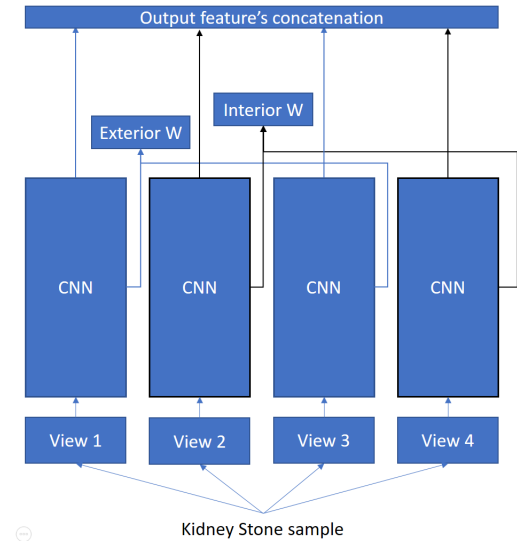 Output feature's concatenation
Interior W
Exterior W
CNN
CNN
CNN
CNN
View 1
View 2
View 3
View 4
Kidney Stone sample